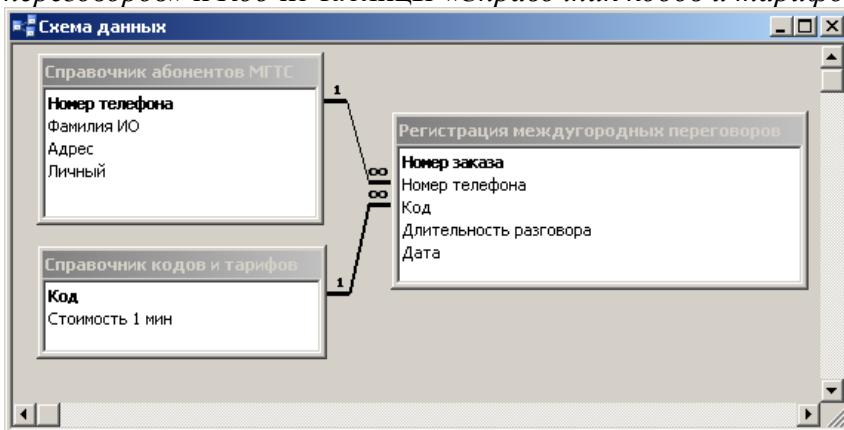 Схема данных
Справочник абонентов МГТС
Номер телефона
Фамилия ИО
Адрес
Личный
1
∞
∞
Регистрация междугородных переговоров
Номер заказа
Номер телефона
Код
Длительность разговора
Дата
Справочник кодов и тарифов
Код
Стоимость 1 мин
1